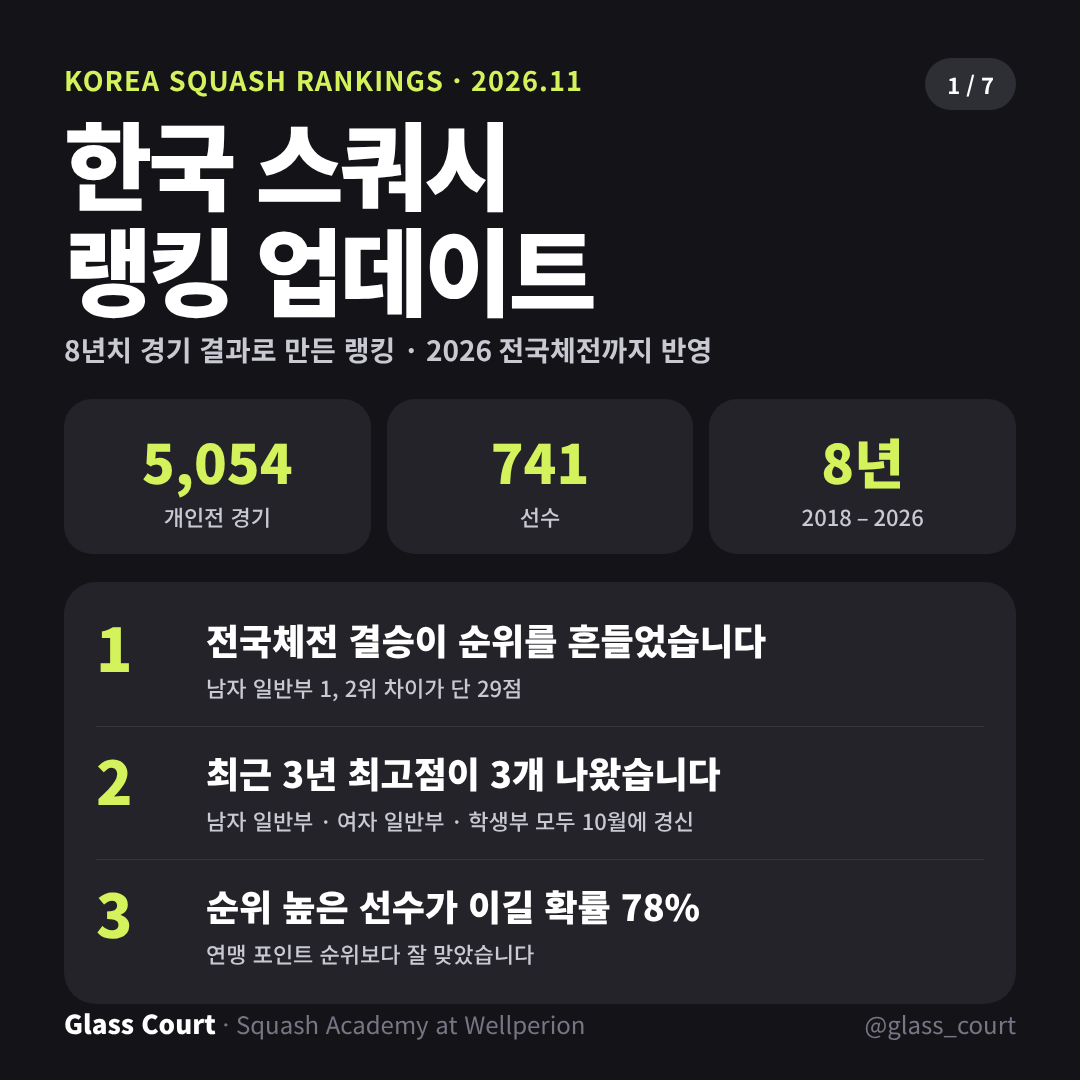 KOREA SQUASH RANKINGS · 2026.11
1 / 7
한국 스쿼시
랭킹 업데이트
8년치 경기 결과로 만든 랭킹 · 2026 전국체전까지 반영
5,054
개인전 경기
741
선수
8년
2018 – 2026
1
전국체전 결승이 순위를 흔들었습니다
남자 일반부 1, 2위 차이가 단 29점
2
최근 3년 최고점이 3개 나왔습니다
남자 일반부 · 여자 일반부 · 학생부 모두 10월에 경신
3
순위 높은 선수가 이길 확률 78%
연맹 포인트 순위보다 잘 맞았습니다
Glass Court · Squash Academy at Wellperion
@glass_court